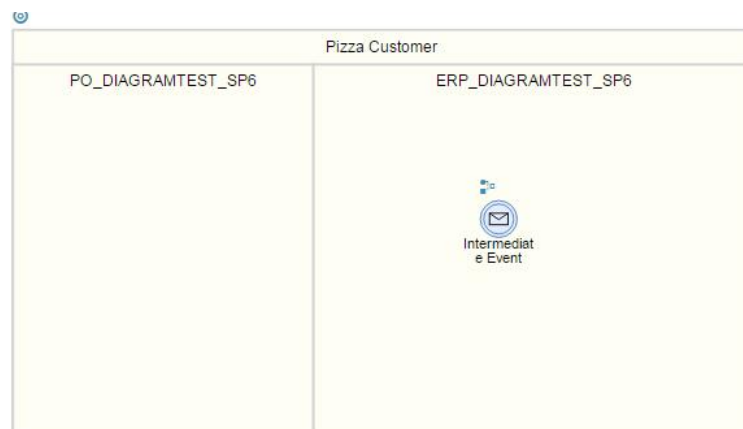 Pizza Customer
PO_DIAGRAMTEST_SP6
ERP_DIAGRAMTEST_SP6
Intermediat
e Event